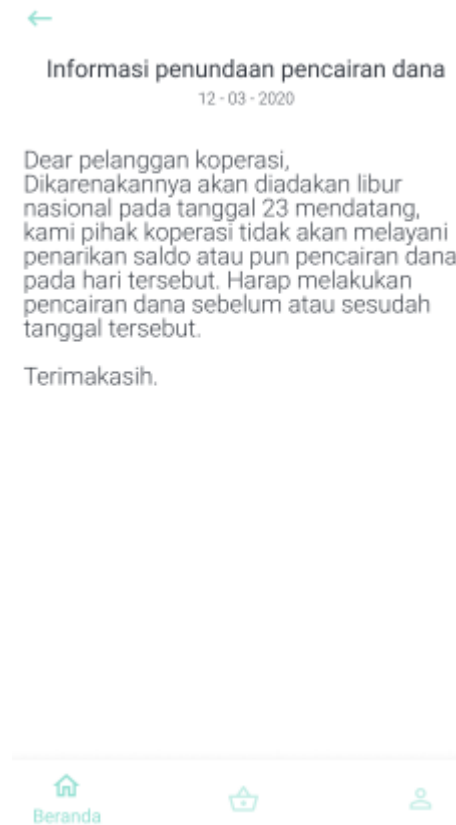 Informasi penundaan pencairan dana
12 - 03 - 2020
Dear pelanggan koperasi,
Dikarenakannya akan diadakan libur
nasional pada tanggal 23 mendatang,
kami pihak koperasi tidak akan melayani
penarikan saldo atau pun pencairan dana
pada hari tersebut. Harap melakukan
pencairan dana sebelum atau sesudah
tanggal tersebut.
Terimakasih.
Beranda